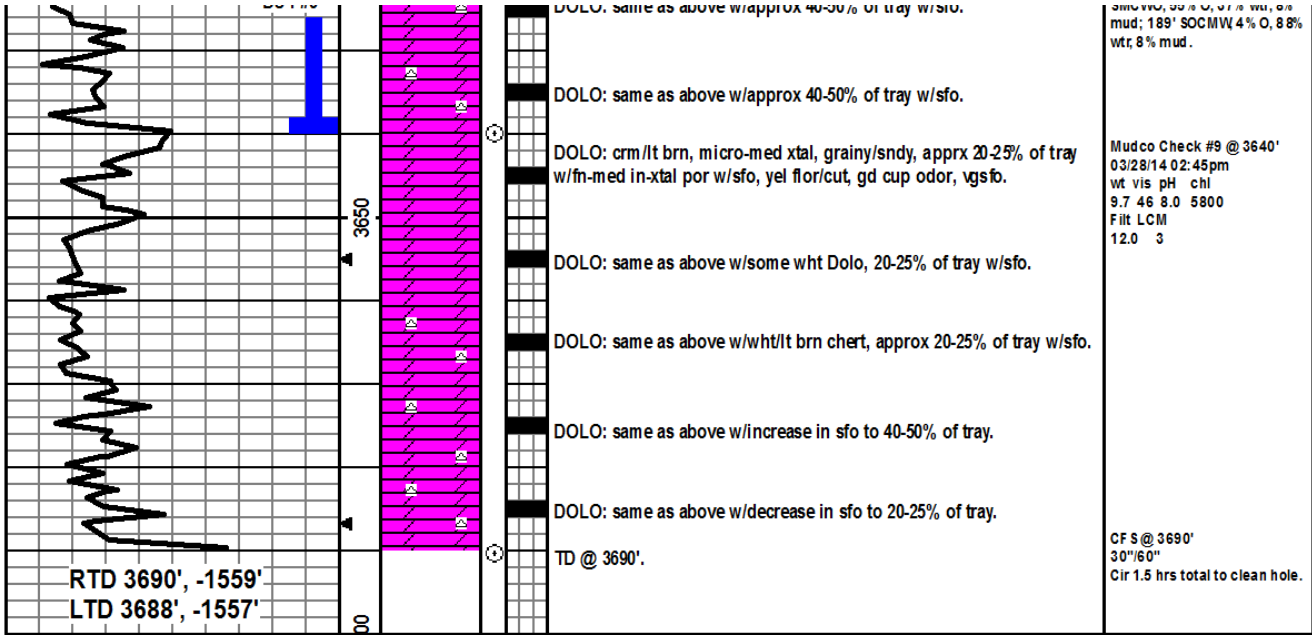 DOLO: same as above w/approx 40-50% of tray w/sfo.
mud; 189' SOCMW, 4% O, 88%
wtr, 8% mud.
DOLO: same as above w/approx 40-50% of tray w/sfo.
DOLO: crm/lt brn, micro-med xtal, grainy/sndy, apprx 20-25% of tray
w/fn-med in-xtal por w/sfo, yel flor/cut, gd cup odor, vgsfo.
Mudco Check #9 @ 3640'
03/28/14 02:45pm
wt vis pH chl
9.7 46 8.0 5800
Filt LCM
12.0 3
3650
DOLO: same as above w/some wht Dolo, 20-25% of tray w/sfo.
DOLO: same as above w/wht/lt brn chert, approx 20-25% of tray w/sfo.
DOLO: same as above w/increase in sfo to 40-50% of tray.
DOLO: same as above w/decrease in sfo to 20-25% of tray.
TD @ 3690'.
CFS @ 3690'
30"/60"
Cir 1.5 hrs total to clean hole.
RTD 3690', -1559'
LTD 3688', -1557'